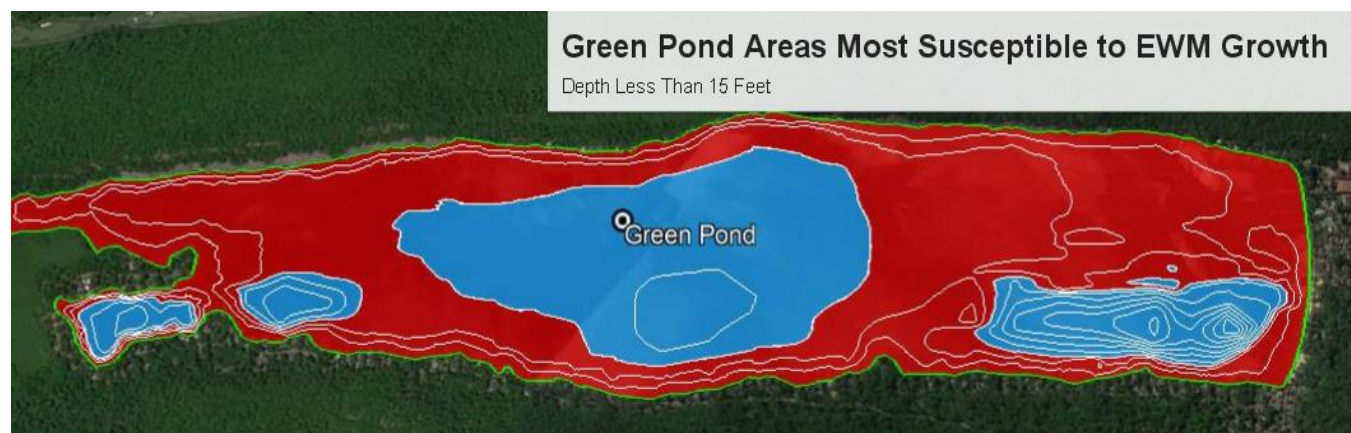 Green Pond Areas Most Susceptible to EWM Growth
Depth Less Than 15 Feet
Green Pond